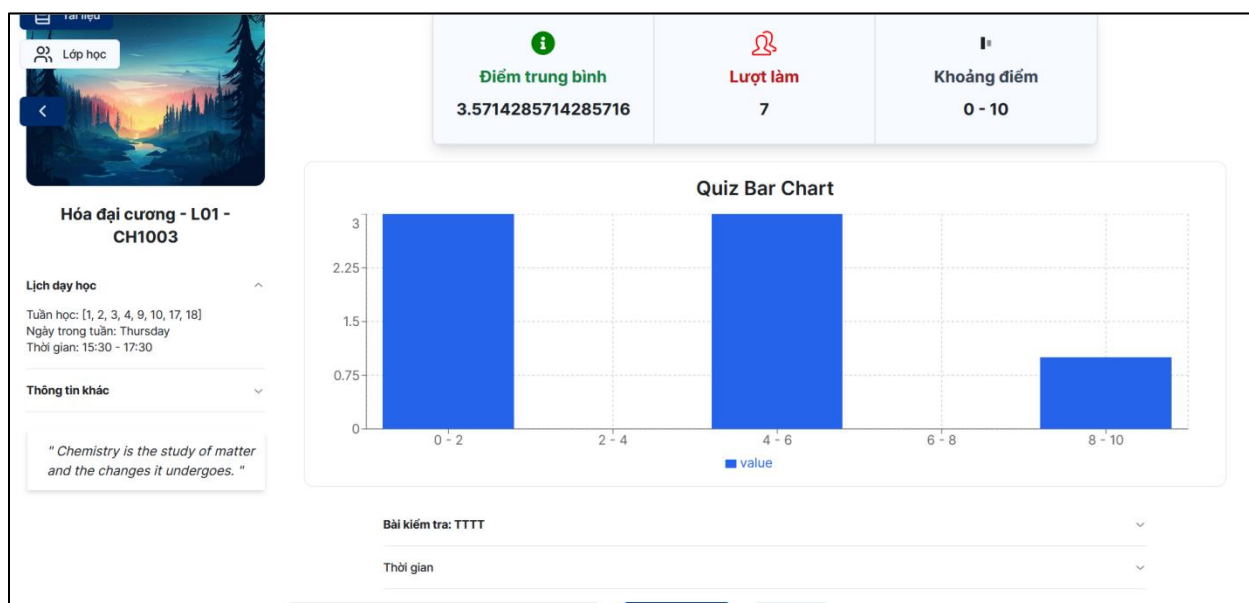 Tài liệu
Lớp học
Hóa đại cương - L01 -
CH1003
Lịch dạy học
Tuần học: [1, 2, 3, 4, 9, 10, 17, 18]
Ngày trong tuần: Thursday
Thời gian: 15:30 - 17:30
Thông tin khác
" Chemistry is the study of matter
and the changes it undergoes. "
Điểm trung bình
3.5714285714285716
Lượt làm
7
Khoảng điểm
0 - 10
Quiz Bar Chart
3
2.25
1.5
0.75
0
0 - 2
2 - 4
4 - 6
6 - 8
8 - 10
value
Bài kiểm tra: TTTT
Thời gian